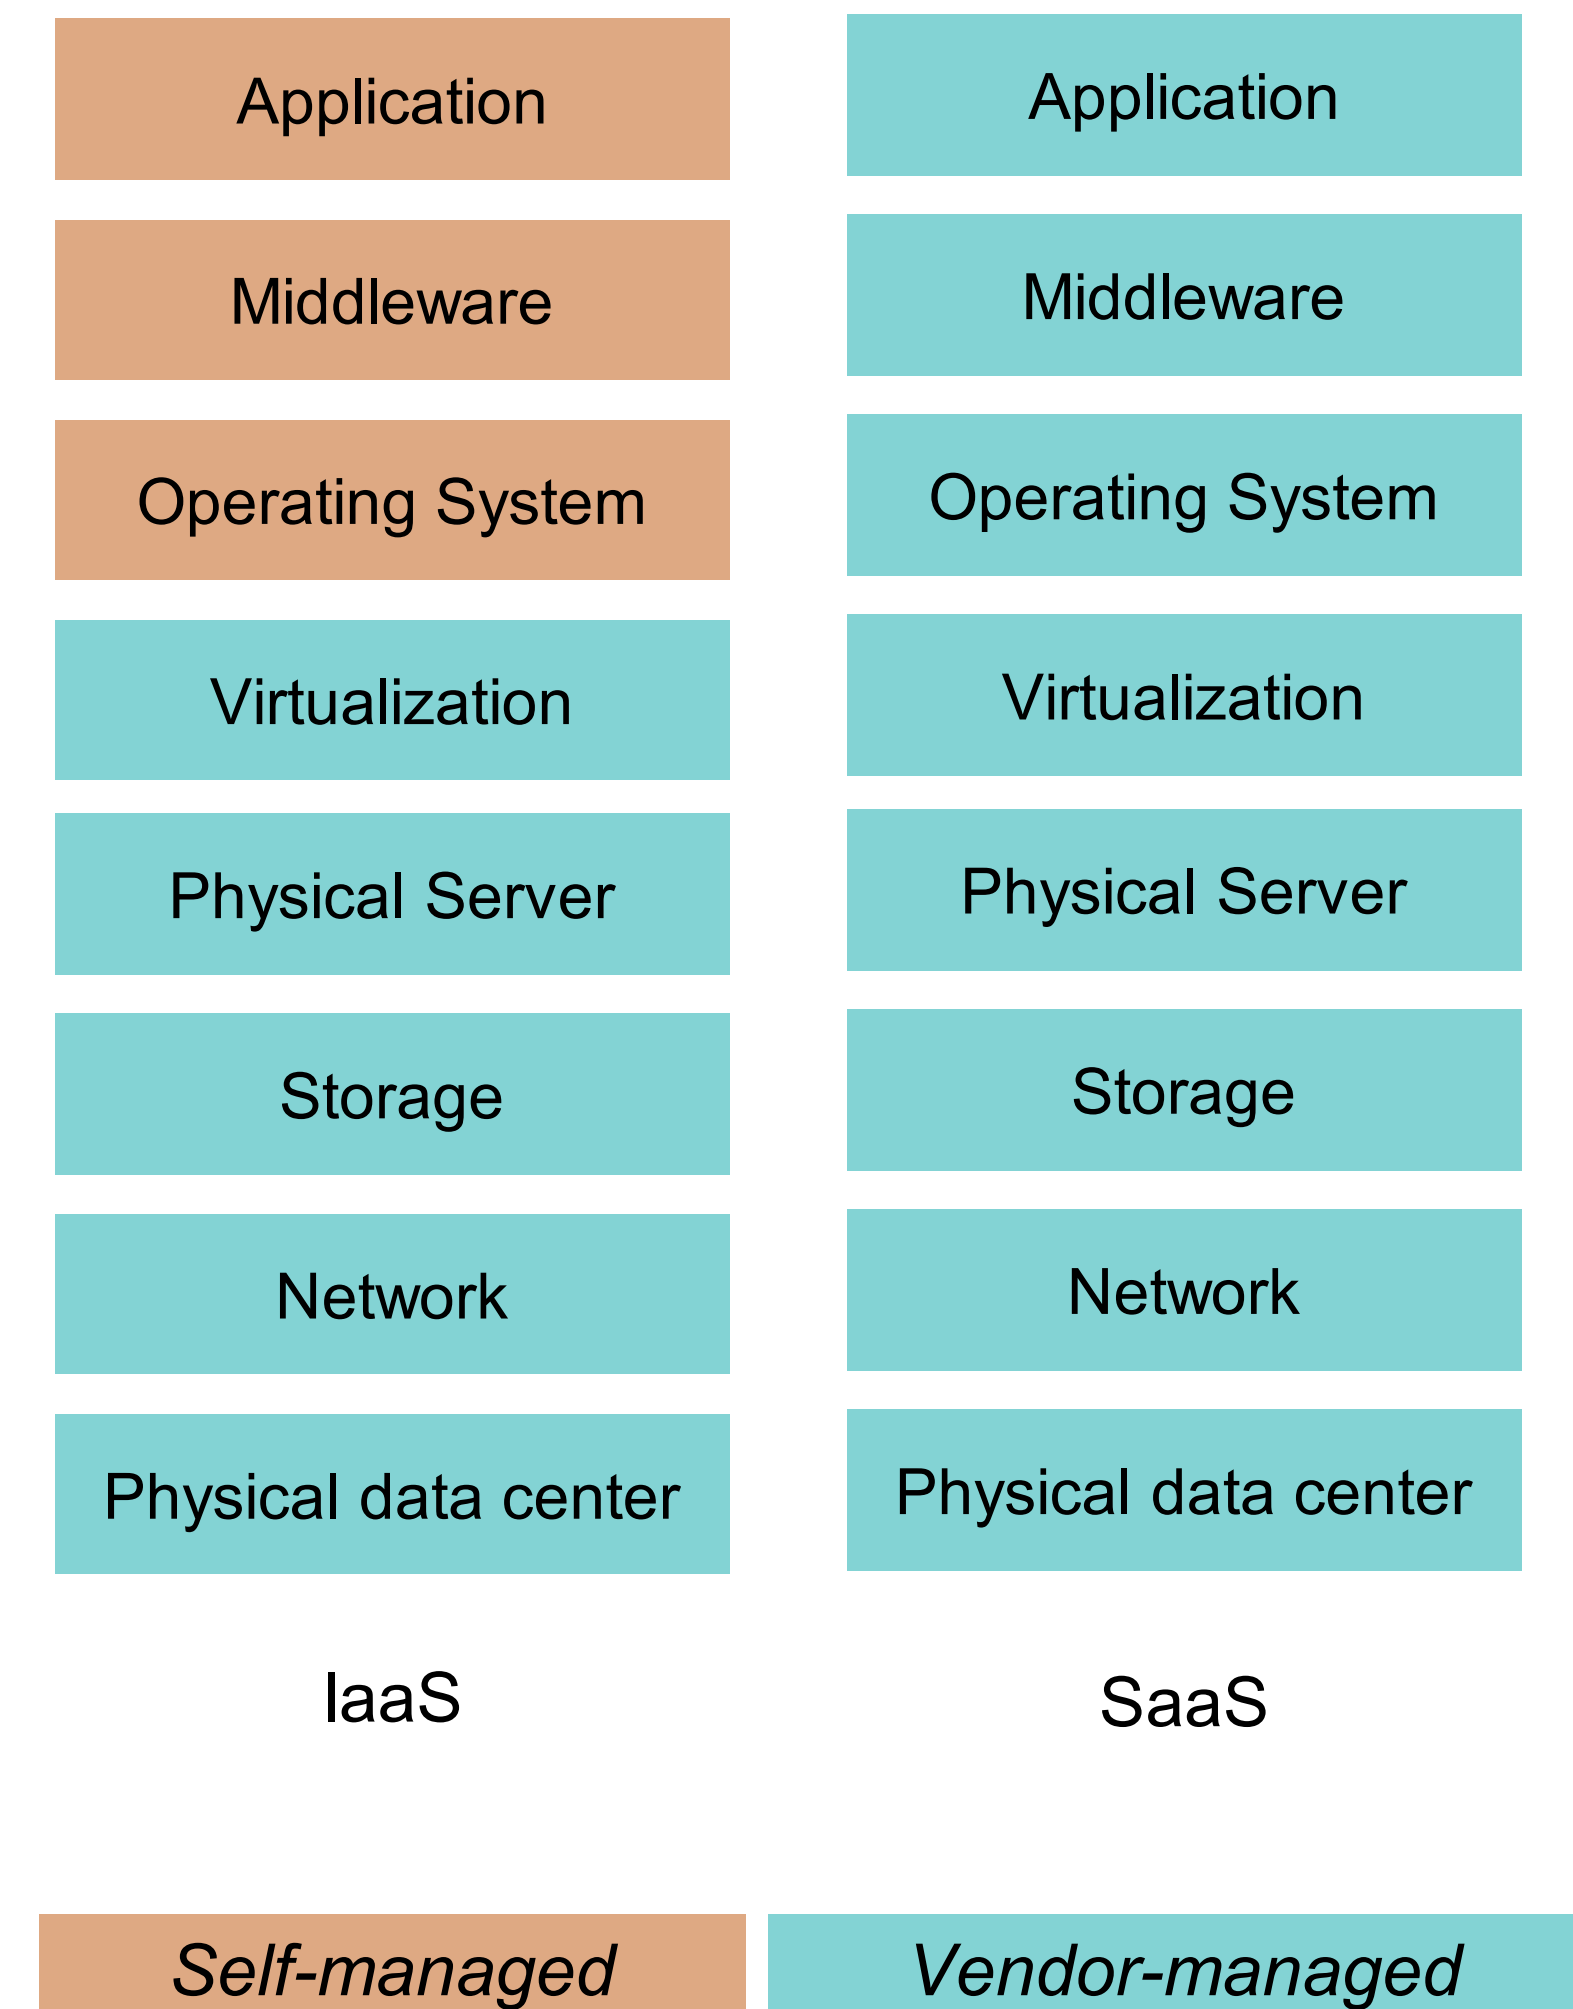 Application
Middleware
Operating System
Virtualization
Physical Server
Storage
Network
Physical data center
IaaS
Application
Middleware
Operating System
Virtualization
Physical Server
Storage
Network
Physical data center
SaaS
Self-managed
Vendor-managed